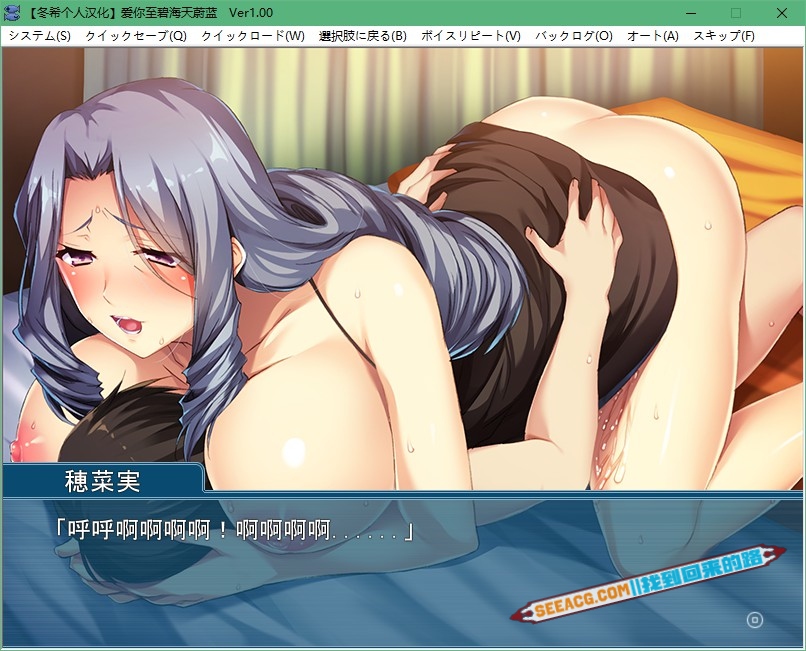 【冬希个人汉化】爱你至碧海天蔚蓝 Ver1.00
システム(S) クイックセーブ(Q) クイックロード(W) 選択肢に戻る(B) ボイスリピート(V) バックログ(O) オート(A) スキップ(F)
穂菜実
「呼呼啊啊啊啊啊！啊啊啊啊......」
SEEACG.COM||找到回来的路